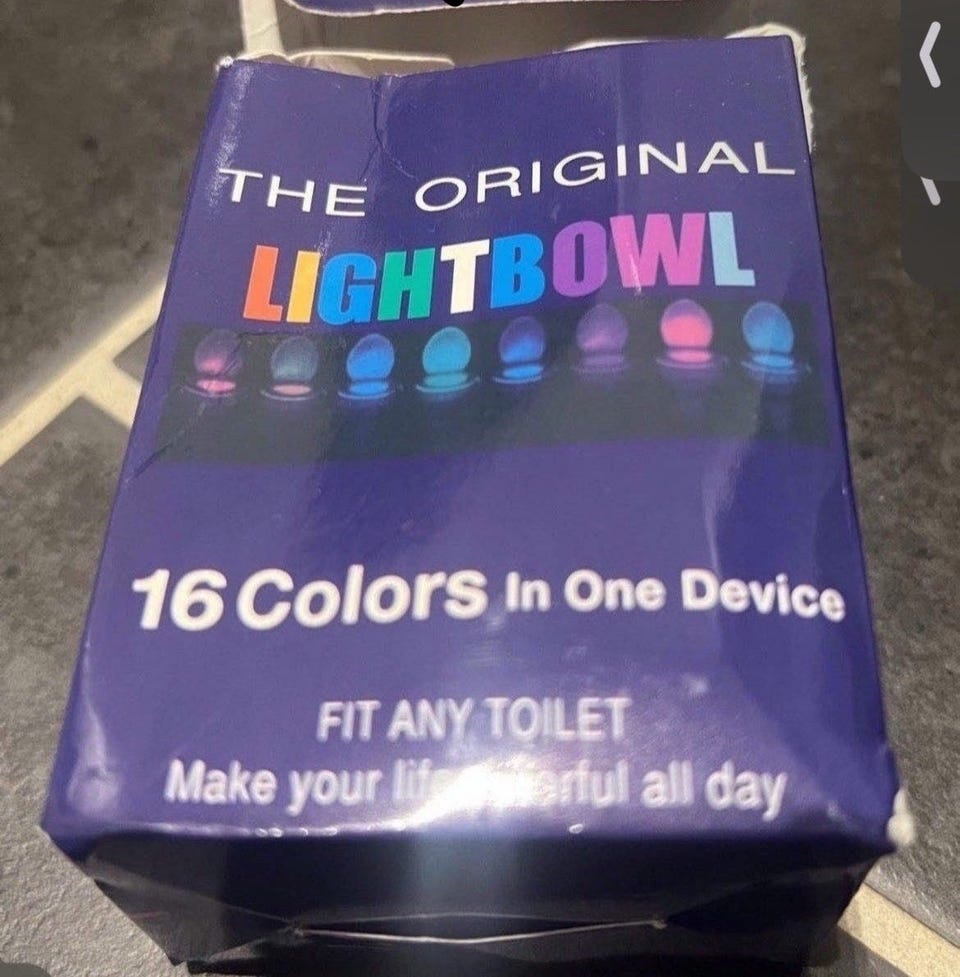 THE ORIGINAL
LIGHTBOWL
16 Colors In One Device
FIT ANY TOILET
Make your all day